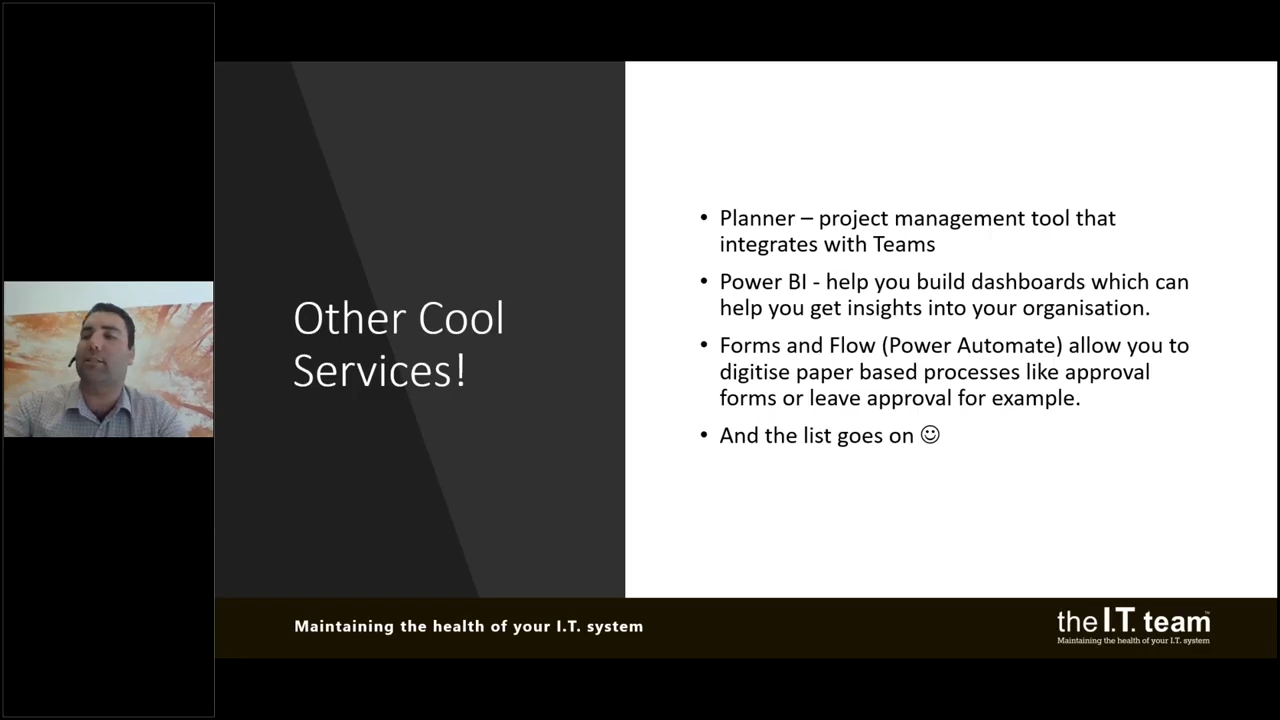 Other Cool
Services!
• Planner – project management tool that
integrates with Teams
• Power BI - help you build dashboards which can
help you get insights into your organisation.
• Forms and Flow (Power Automate) allow you to
digitise paper based processes like approval
forms or leave approval for example.
• And the list goes on ☺
Maintaining the health of your I.T. system
the I.T. team™
Maintaining the health of your I.T. system